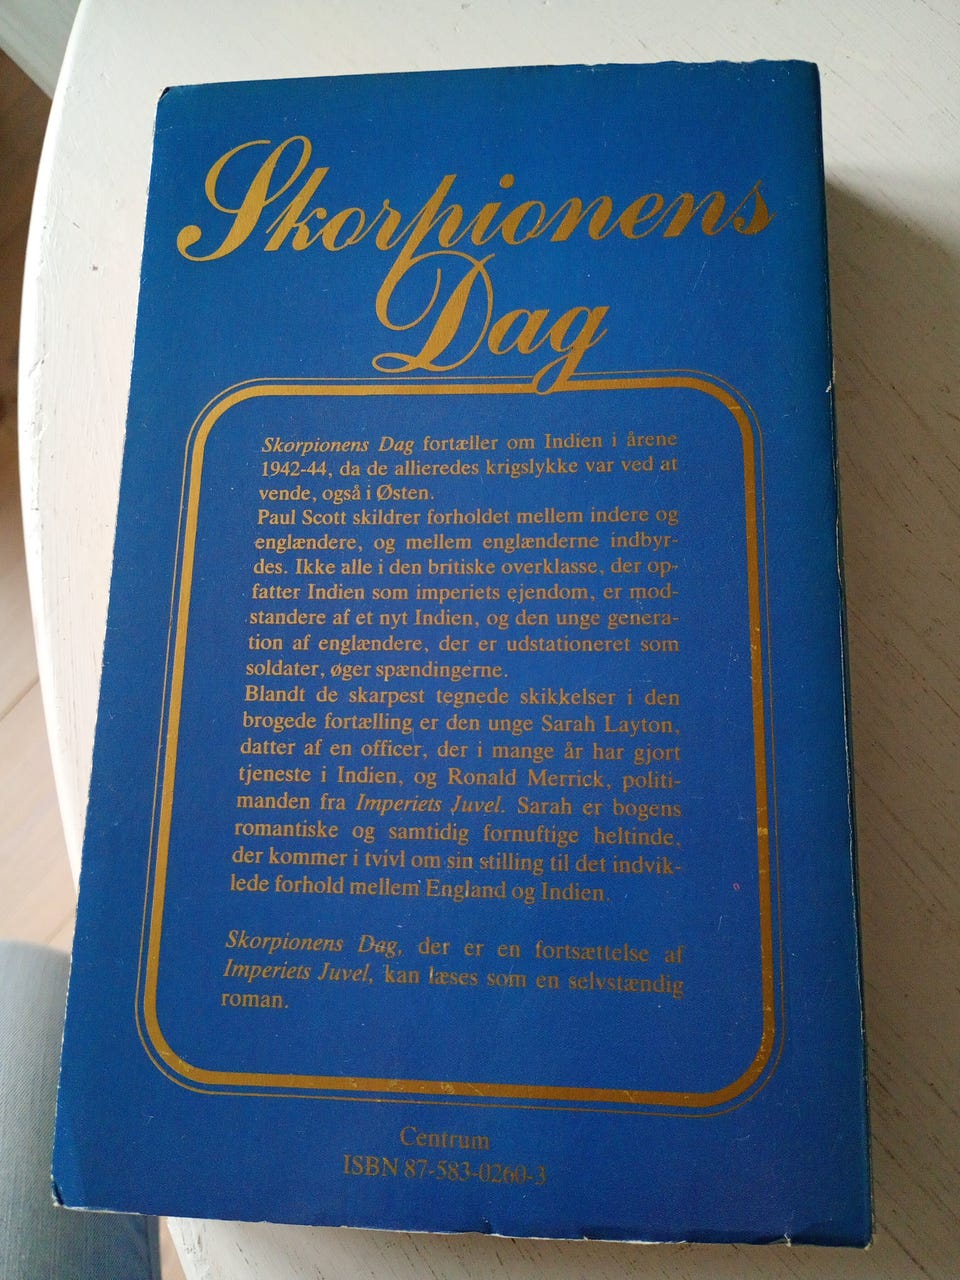 Skorpionens
Dag
Skorpionens Dag fortæller om Indien i årene
1942-44, da de allieredes krigslykke var ved at
vende, også i Østen.
Paul Scott skildrer forholdet mellem indere og
englændere, og mellem englænderne indbyr-
des. Ikke alle i den britiske overklasse, der op-
fatter Indien som imperiets ejendom, er mod-
standere af et nyt Indien, og den unge genera-
tion af englændere, der er udstationeret som
soldater, øger spændingerne.
Blandt de skarpest tegnede skikkelser i den
brogede fortælling er den unge Sarah Layton,
datter af en officer, der i mange år har gjort
tjeneste i Indien, og Ronald Merrick, politi-
manden fra Imperiets Juvel. Sarah er bogens
romantiske og samtidig fornuftige heltinde,
der kommer i tvivl om sin stilling til det indvik-
lede forhold mellem England og Indien.
Skorpionens Dag, der er en fortsættelse af
Imperiets Juvel, kan læses som en selvstændig
roman.
Centrum
ISBN 87-583-0260-3